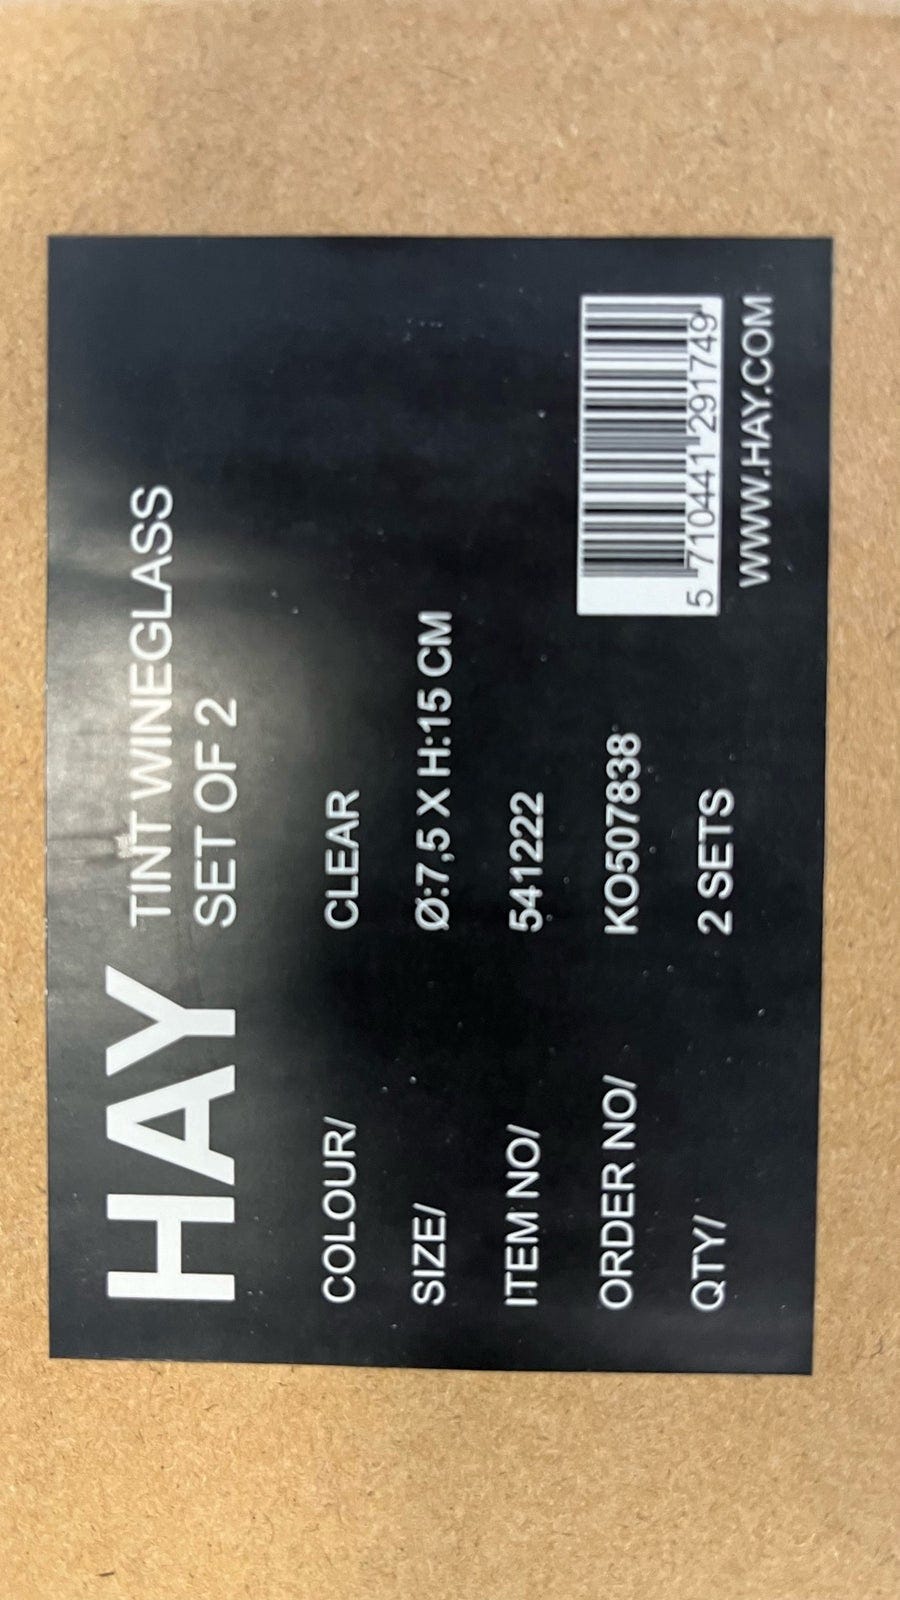 HAY
TINT WINEGLASS
SET OF 2
COLOUR/ CLEAR
SIZE/ Ø:7,5 X H:15 CM
ITEM NO/ 541222
ORDER NO/ KO507838
QTY/ 2 SETS
5 710441 291749
WWW.HAY.COM